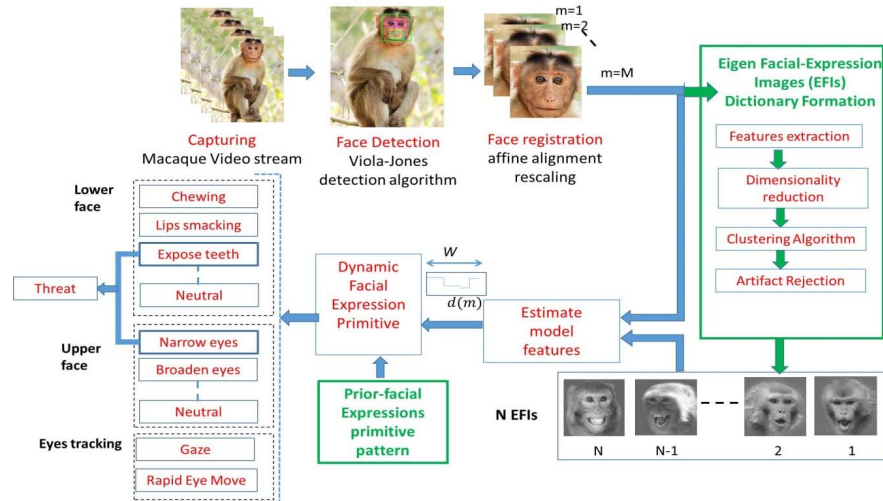 m=1
m=2
m=M
Capturing
Macaque Video stream
Face Detection
Viola-Jones
detection algorithm
Face registration
affine alignment
rescaling
Eigen Facial-Expression
Images (EFIs)
Dictionary Formation
Features extraction
Dimensionality
reduction
Clustering Algorithm
Artifact Rejection
Lower
face
Chewing
Lips smacking
Expose teeth
Neutral
Threat
Upper
face
Narrow eyes
Broaden eyes
Neutral
Eyes tracking
Gaze
Rapid Eye Move
Dynamic
Facial
Expression
Primitive
W
d(m)
Estimate
model
features
Prior-facial
Expressions
primitive
pattern
N EFIs
N
N-1
2
1